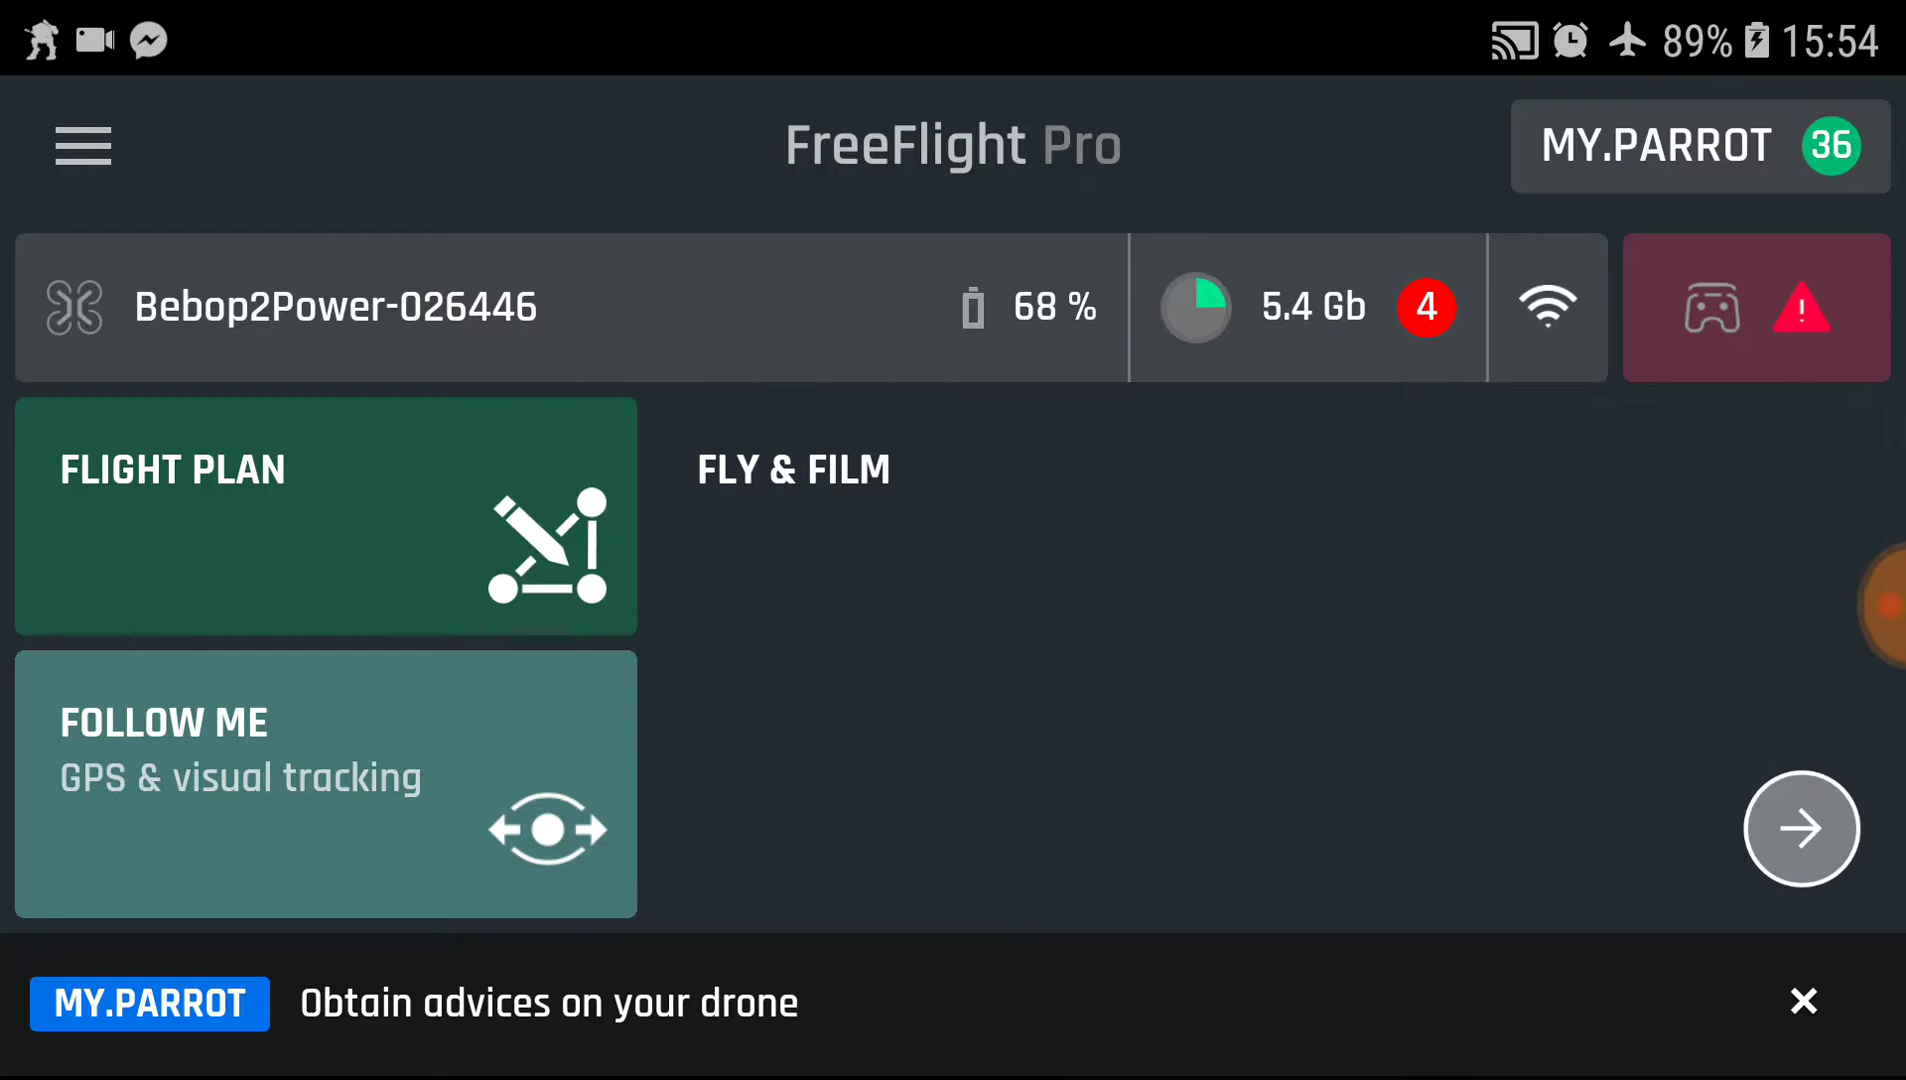 89% 15:54
FreeFlight Pro
MY.PARROT 36
Bebop2Power-026446 68 % 5.4 Gb 4
FLIGHT PLAN
FLY & FILM
FOLLOW ME
GPS & visual tracking
MY.PARROT Obtain advices on your drone